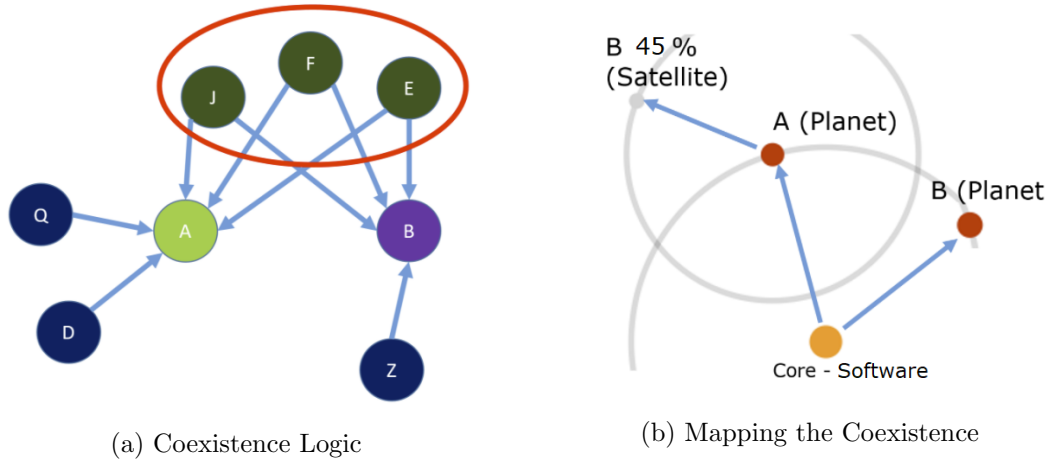 F
J
E
Q
A
B
D
Z
(a) Coexistence Logic
B 45 %
(Satellite)
A (Planet)
B (Planet
Core - Software
(b) Mapping the Coexistence